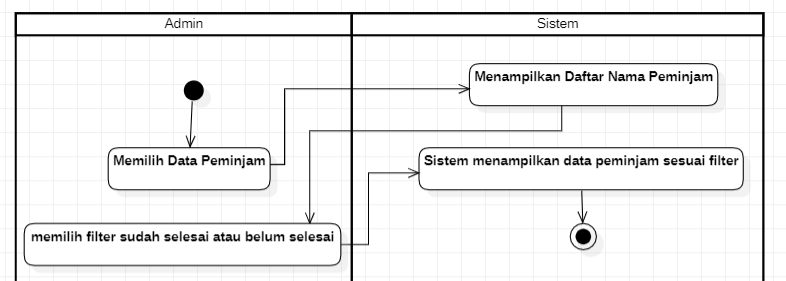 Admin
Sistem
Menampilkan Daftar Nama Peminjam
Memilih Data Peminjam
Sistem menampilkan data peminjam sesuai filter
memilih filter sudah selesai atau belum selesai